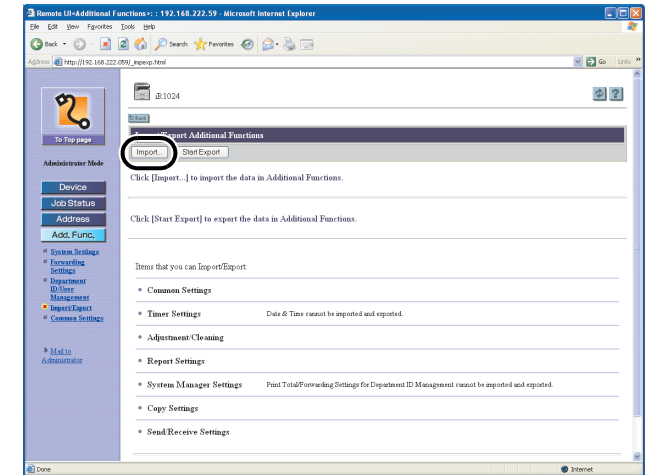 Remote UI<Additional Functions>: : 192.168.222.59 - Microsoft Internet Explorer
File Edit View Favorites Tools Help
Back Search Favorites
Address http://192.168.222.059/_impexp.html Go Links »
iR1024
Back
Import/Export Additional Functions
Import... Start Export
To Top page
Administrator Mode
Device
Job Status
Address
Add. Func.
System Settings
Forwarding
Settings
Department
ID/User
Management
Import/Export
Common Settings
Mail to
Administrator
Click [Import...] to import the data in Additional Functions.
Click [Start Export] to export the data in Additional Functions.
Items that you can Import/Export:
Common Settings
Timer Settings Date & Time cannot be imported and exported.
Adjustment/Cleaning
Report Settings
System Manager Settings Print Total/Forwarding Settings for Department ID Management cannot be imported and exported.
Copy Settings
Send/Receive Settings
Done Internet